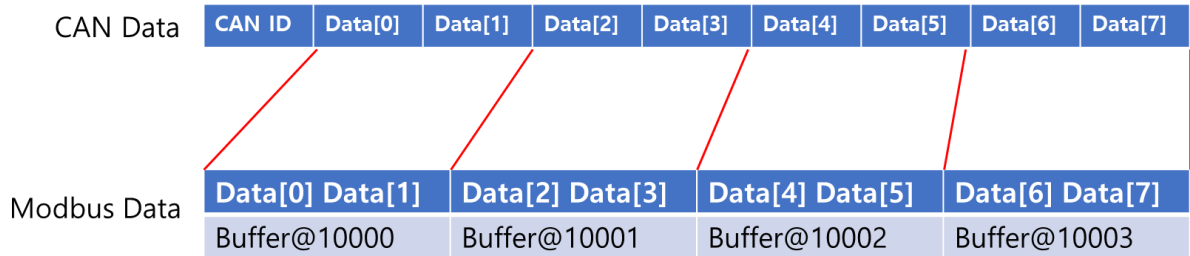 CAN Data CAN ID Data[0] Data[1] Data[2] Data[3] Data[4] Data[5] Data[6] Data[7]
Modbus Data Data[0] Data[1] Data[2] Data[3] Data[4] Data[5] Data[6] Data[7]
Buffer@10000 Buffer@10001 Buffer@10002 Buffer@10003